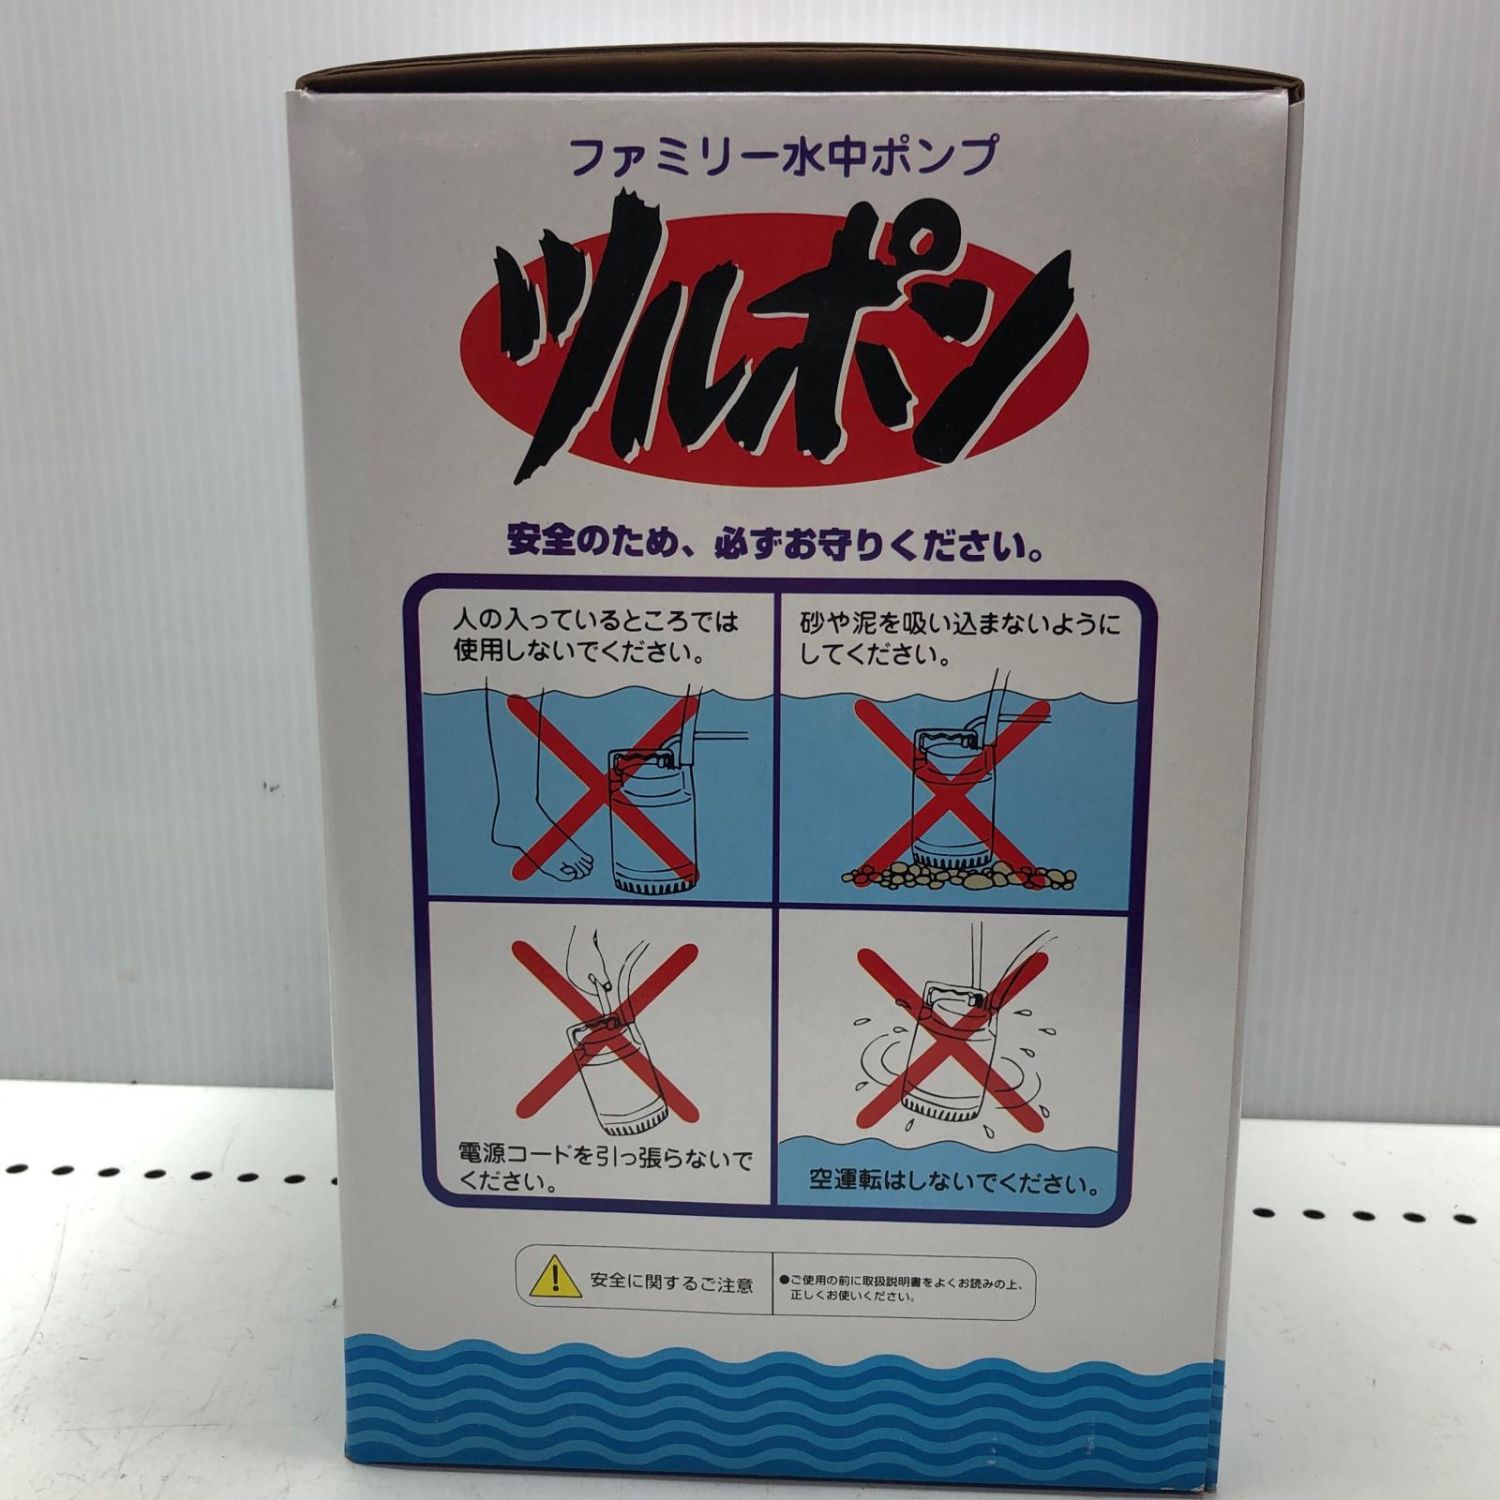 ファミリー水中ポンプ
ツルポン
安全のため、必ずお守りください。
人の入っているところでは
使用しないでください。
砂や泥を吸い込まないように
してください。
電源コードを引っ張らないで
ください。
空運転はしないでください。
安全に関するご注意
●ご使用の前に取扱説明書をよくお読みの上、
正しくお使いください。